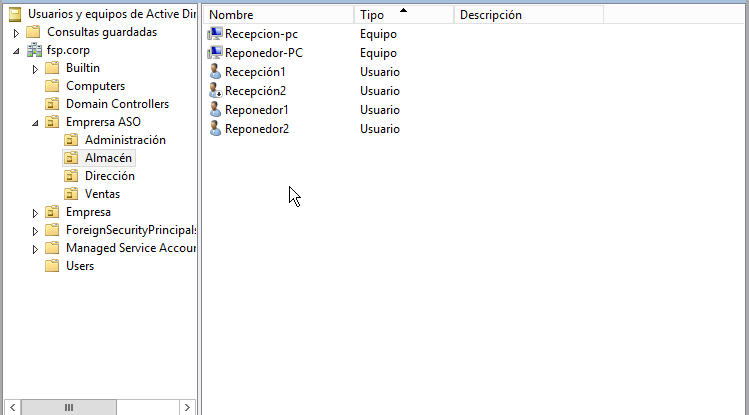 Usuarios y equipos de Active Dir
Consultas guardadas
fsp.corp
Builtin
Computers
Domain Controllers
Emprersa ASO
Administración
Almacén
Dirección
Ventas
Empresa
ForeignSecurityPrincipals
Managed Service Accour
Users
Nombre Tipo Descripción
Recepcion-pc Equipo
Reponedor-PC Equipo
Recepción1 Usuario
Recepción2 Usuario
Reponedor1 Usuario
Reponedor2 Usuario